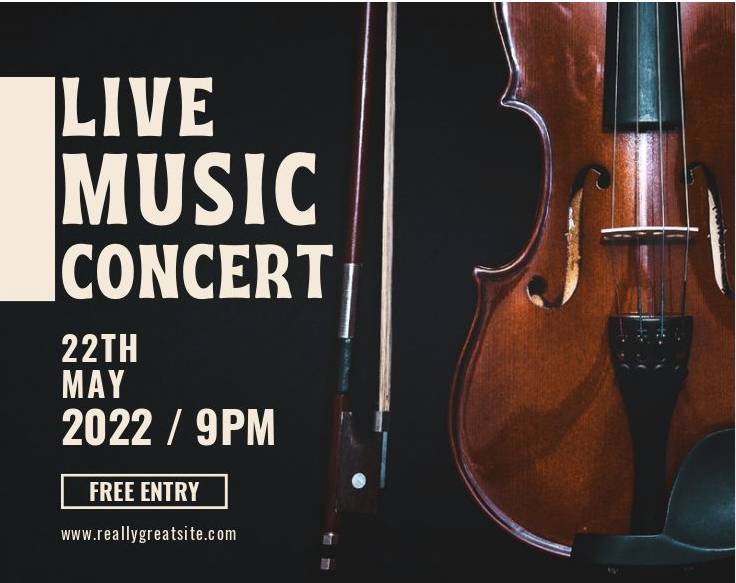 LIVE
MUSIC
CONCERT
22TH
MAY
2022 / 9PM
FREE ENTRY
www.reallygreatsite.com